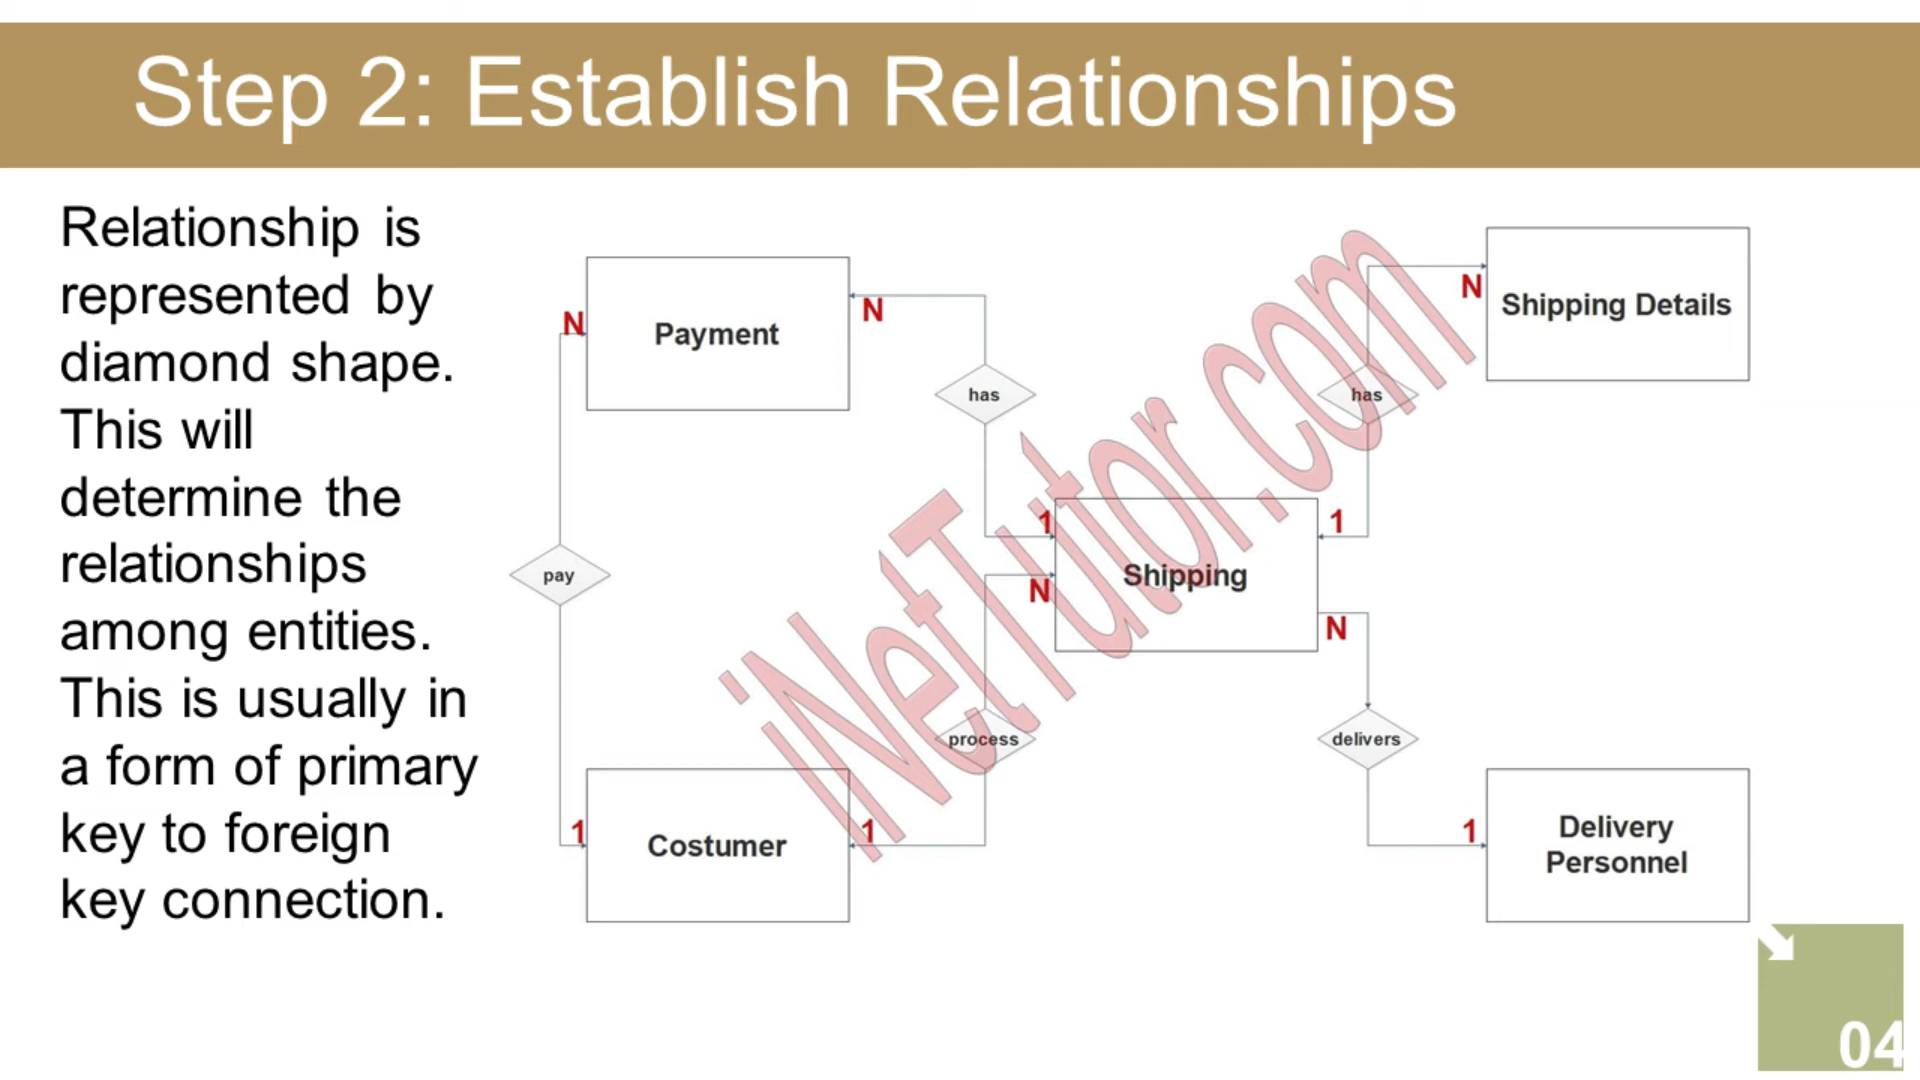 Step 2: Establish Relationships
Relationship is
represented by
diamond shape.
This will
determine the
relationships
among entities.
This is usually in
a form of primary
key to foreign
key connection.
Payment
N
N
has
1
Shipping Details
N
has
1
Shipping
N
N
pay
process
delivers
Costumer
1
1
Delivery
Personnel
1
iNetTutor.com
04